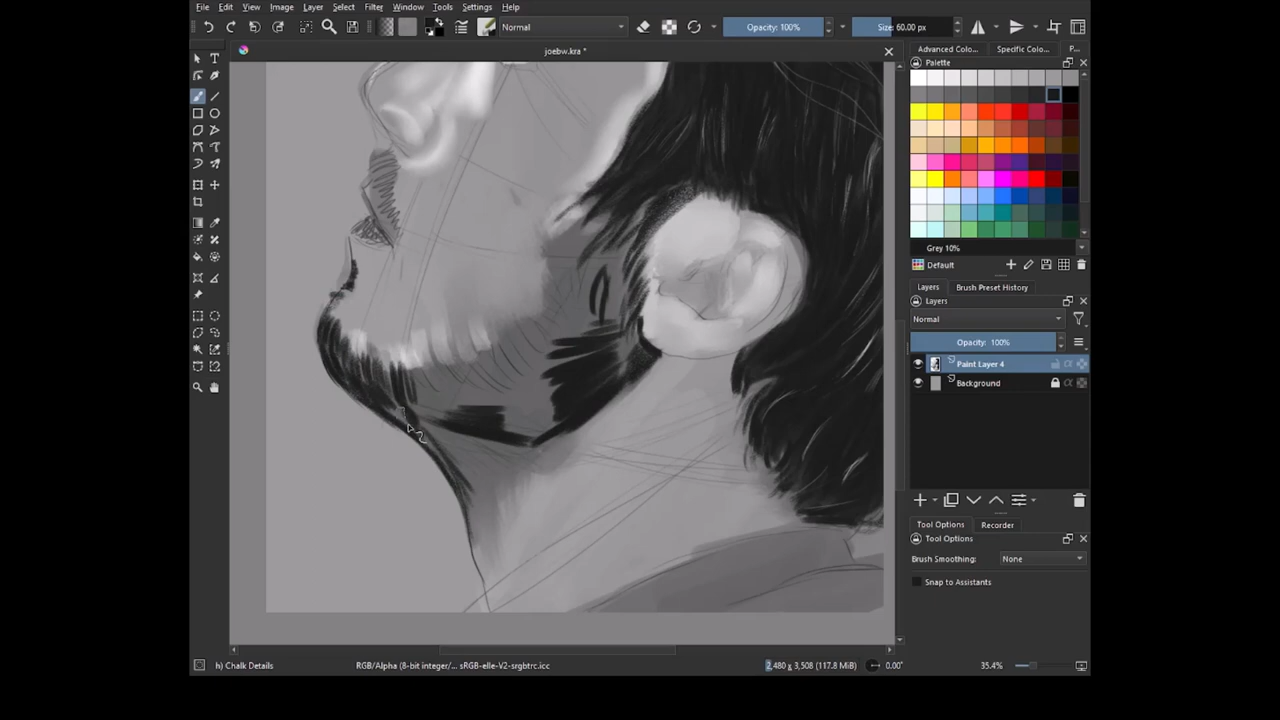 File Edit View Image Layer Select Filter Window Tools Settings Help
Normal Opacity: 100% Size: 60.00 px
joebw.kra *
Advanced Colo... Specific Colo... P...
Palette
Grey 10%
Default
Layers Brush Preset History
Layers
Normal
Opacity: 100%
Paint Layer 4
Background
Tool Options Recorder
Tool Options
Brush Smoothing: None
Snap to Assistants
h) Chalk Details RGB/Alpha (8-bit integer/... sRGB-elle-V2-srgbtrc.icc 2,480 x 3,508 (117.8 MiB) 0.00° 35.4%